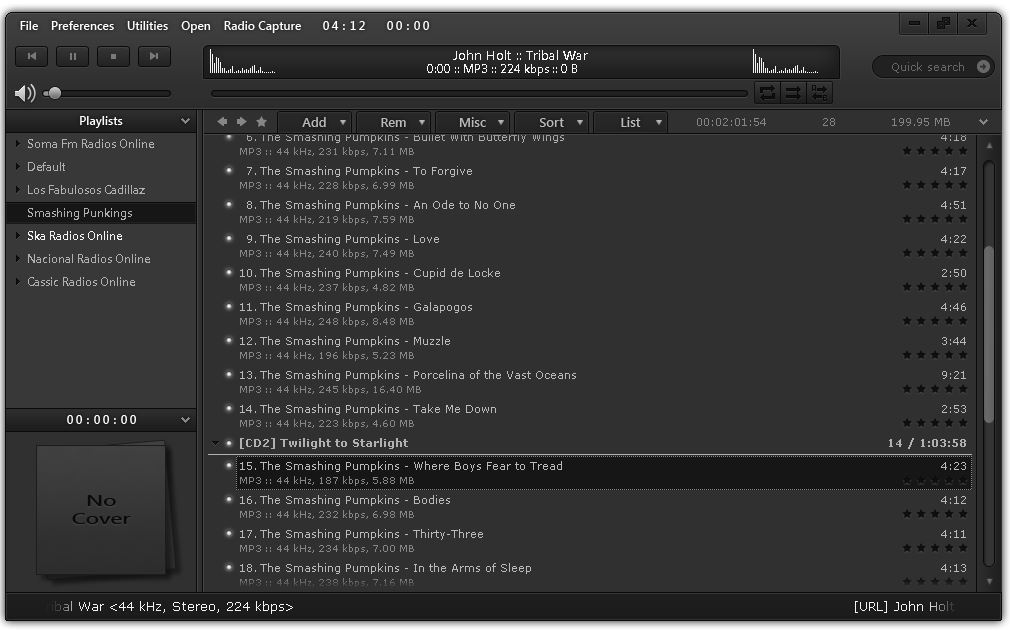 File Preferences Utilities Open Radio Capture 04:12 00:00
John Holt :: Tribal War
0:00 :: MP3 :: 224 kbps :: 0 B
Quick search
Playlists
Soma Fm Radios Online
Default
Los Fabulosos Cadillaz
Smashing Punkings
Ska Radios Online
Nacional Radios Online
Cassic Radios Online
00:00:00
No
Cover
Add Rem Misc Sort List 00:02:01:54 28 199.95 MB
6. The Smashing Pumpkins - Bullet With Butterfly Wings 4:18
MP3 :: 44 kHz, 231 kbps, 7.11 MB
7. The Smashing Pumpkins - To Forgive 4:17
MP3 :: 44 kHz, 228 kbps, 6.99 MB
8. The Smashing Pumpkins - An Ode to No One 4:51
MP3 :: 44 kHz, 219 kbps, 7.59 MB
9. The Smashing Pumpkins - Love 4:22
MP3 :: 44 kHz, 240 kbps, 7.49 MB
10. The Smashing Pumpkins - Cupid de Locke 2:50
MP3 :: 44 kHz, 237 kbps, 4.82 MB
11. The Smashing Pumpkins - Galapogos 4:46
MP3 :: 44 kHz, 248 kbps, 8.48 MB
12. The Smashing Pumpkins - Muzzle 3:44
MP3 :: 44 kHz, 196 kbps, 5.23 MB
13. The Smashing Pumpkins - Porcelina of the Vast Oceans 9:21
MP3 :: 44 kHz, 245 kbps, 16.40 MB
14. The Smashing Pumpkins - Take Me Down 2:53
MP3 :: 44 kHz, 223 kbps, 4.60 MB
[CD2] Twilight to Starlight 14 / 1:03:58
15. The Smashing Pumpkins - Where Boys Fear to Tread 4:23
MP3 :: 44 kHz, 187 kbps, 5.88 MB
16. The Smashing Pumpkins - Bodies 4:12
MP3 :: 44 kHz, 232 kbps, 6.98 MB
17. The Smashing Pumpkins - Thirty-Three 4:11
MP3 :: 44 kHz, 234 kbps, 7.00 MB
18. The Smashing Pumpkins - In the Arms of Sleep 4:13
MP3 :: 44 kHz, 238 kbps, 7.16 MB
ribal War <44 kHz, Stereo, 224 kbps> [URL] John Holt